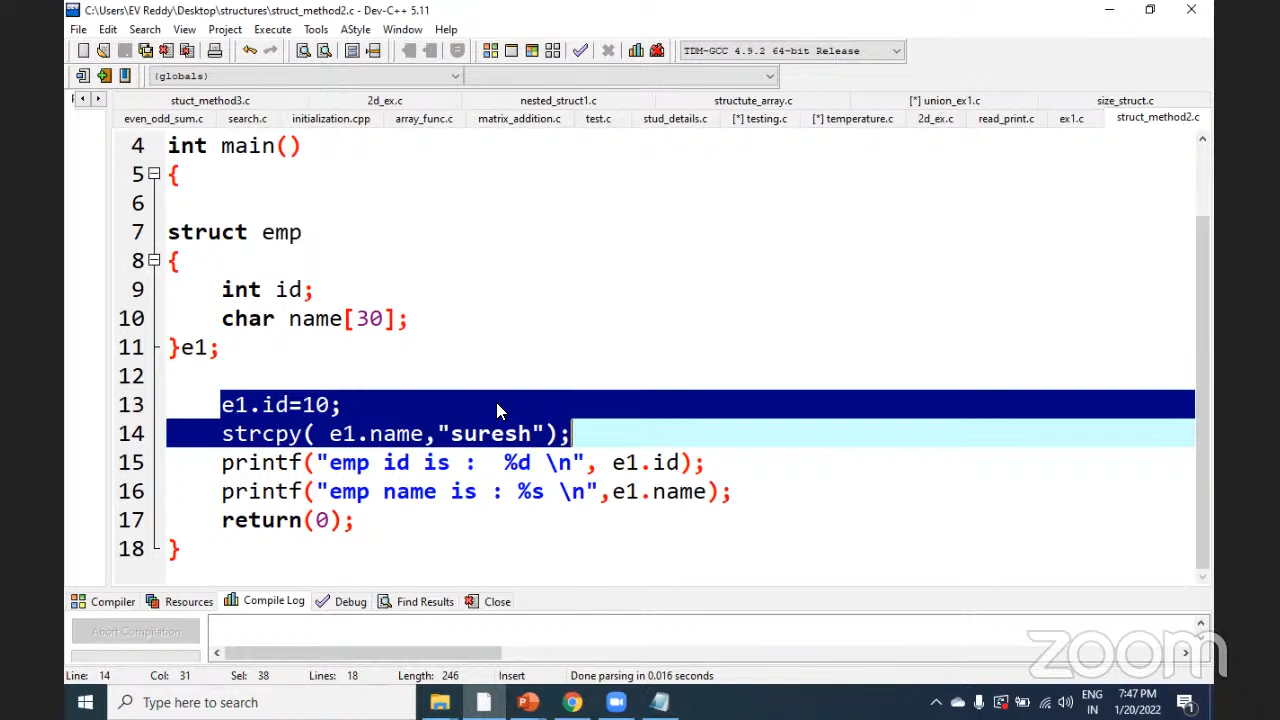 C:\Users\EV Reddy\Desktop\structures\struct_method2.c - Dev-C++ 5.11
File Edit Search View Project Execute Tools AStyle Window Help
TDM-GCC 4.9.2 64-bit Release
(globals)
stuct_method3.c 2d_ex.c nested_struct1.c structute_array.c [*] union_ex1.c size_struct.c
even_odd_sum.c search.c initialization.cpp array_func.c matrix_addition.c test.c stud_details.c [*] testing.c [*] temperature.c 2d_ex.c read_print.c ex1.c struct_method2.c
4 int main()
5 {
6
7 struct emp
8 {
9 int id;
10 char name[30];
11 }e1;
12
13 e1.id=10;
14 strcpy( e1.name,"suresh");
15 printf("emp id is :  %d \n", e1.id);
16 printf("emp name is : %s \n",e1.name);
17 return(0);
18 }
Compiler Resources Compile Log Debug Find Results Close
Abort Compilation
zoom
Line: 14 Col: 31 Sel: 38 Lines: 18 Length: 246 Insert Done parsing in 0.016 seconds
Type here to search
ENG
IN
7:47 PM
1/20/2022
1